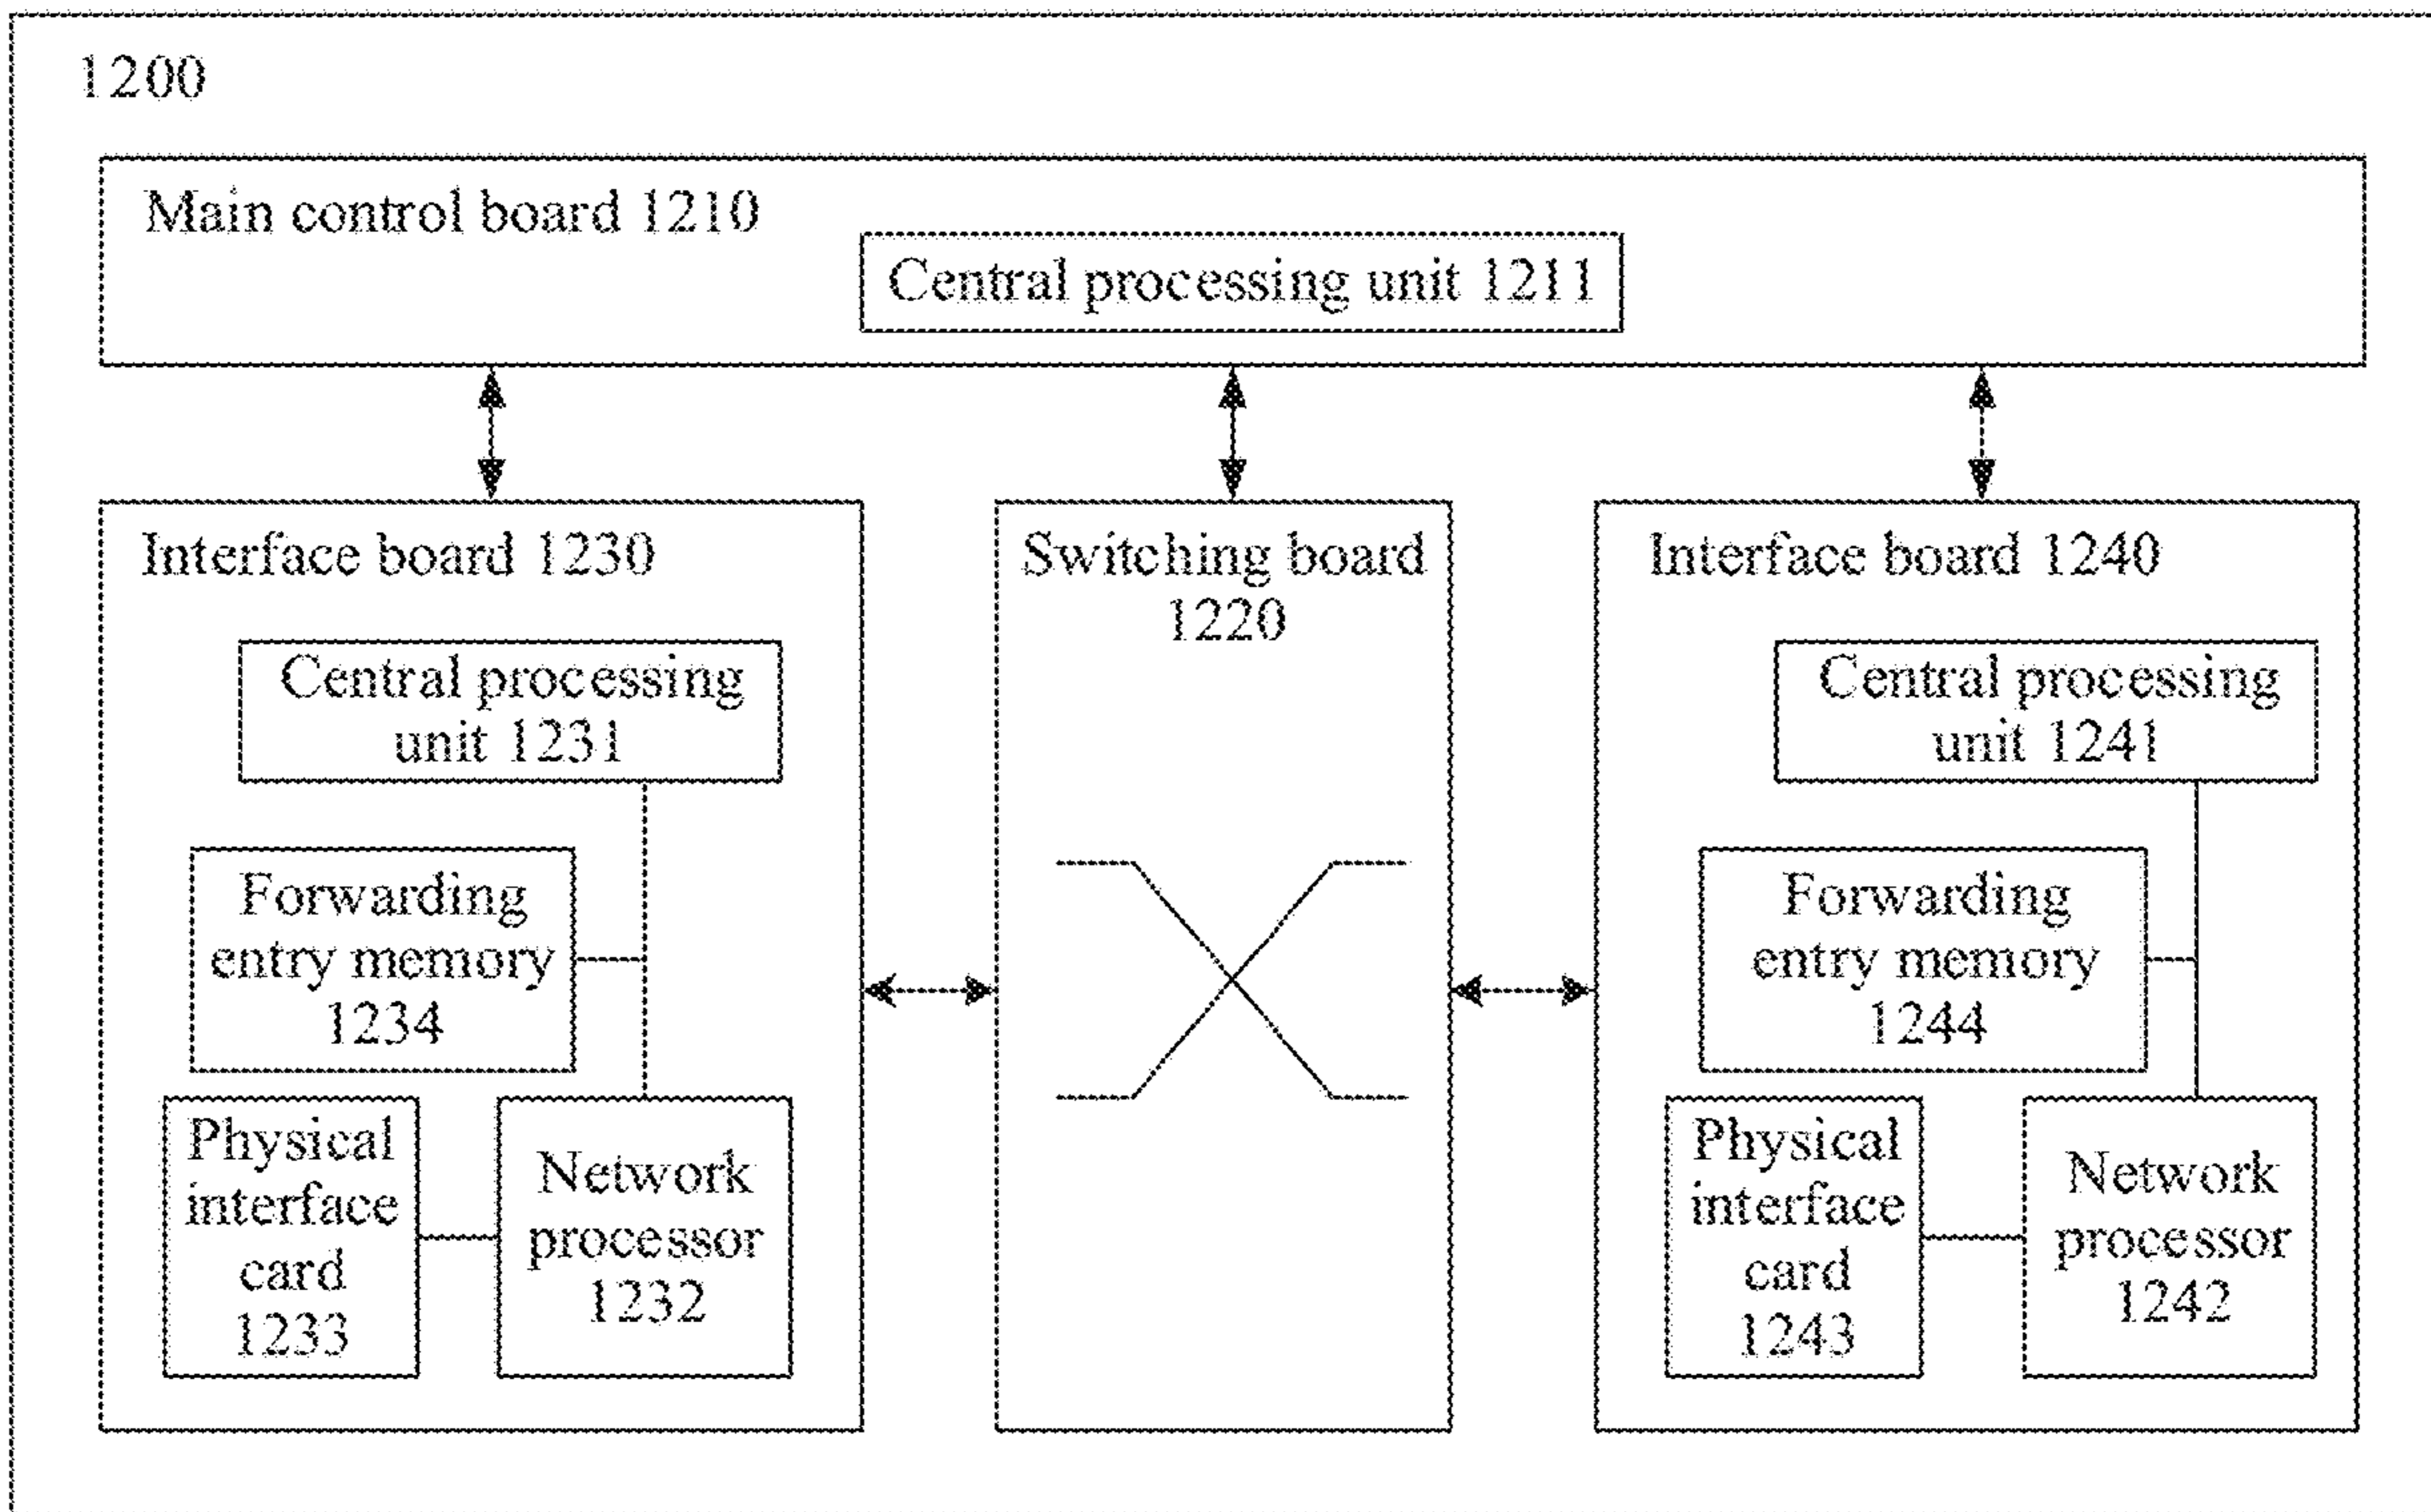 1200
Main control board 1210
Central processing unit 1211
Interface board 1230
Central processing
unit 1231
Forwarding
entry memory
1234
Physical
interface
card
1233
Network
processor
1232
Switching board
1220
Interface board 1240
Central processing
unit 1241
Forwarding
entry memory
1244
Physical
interface
card
1243
Network
processor
1242